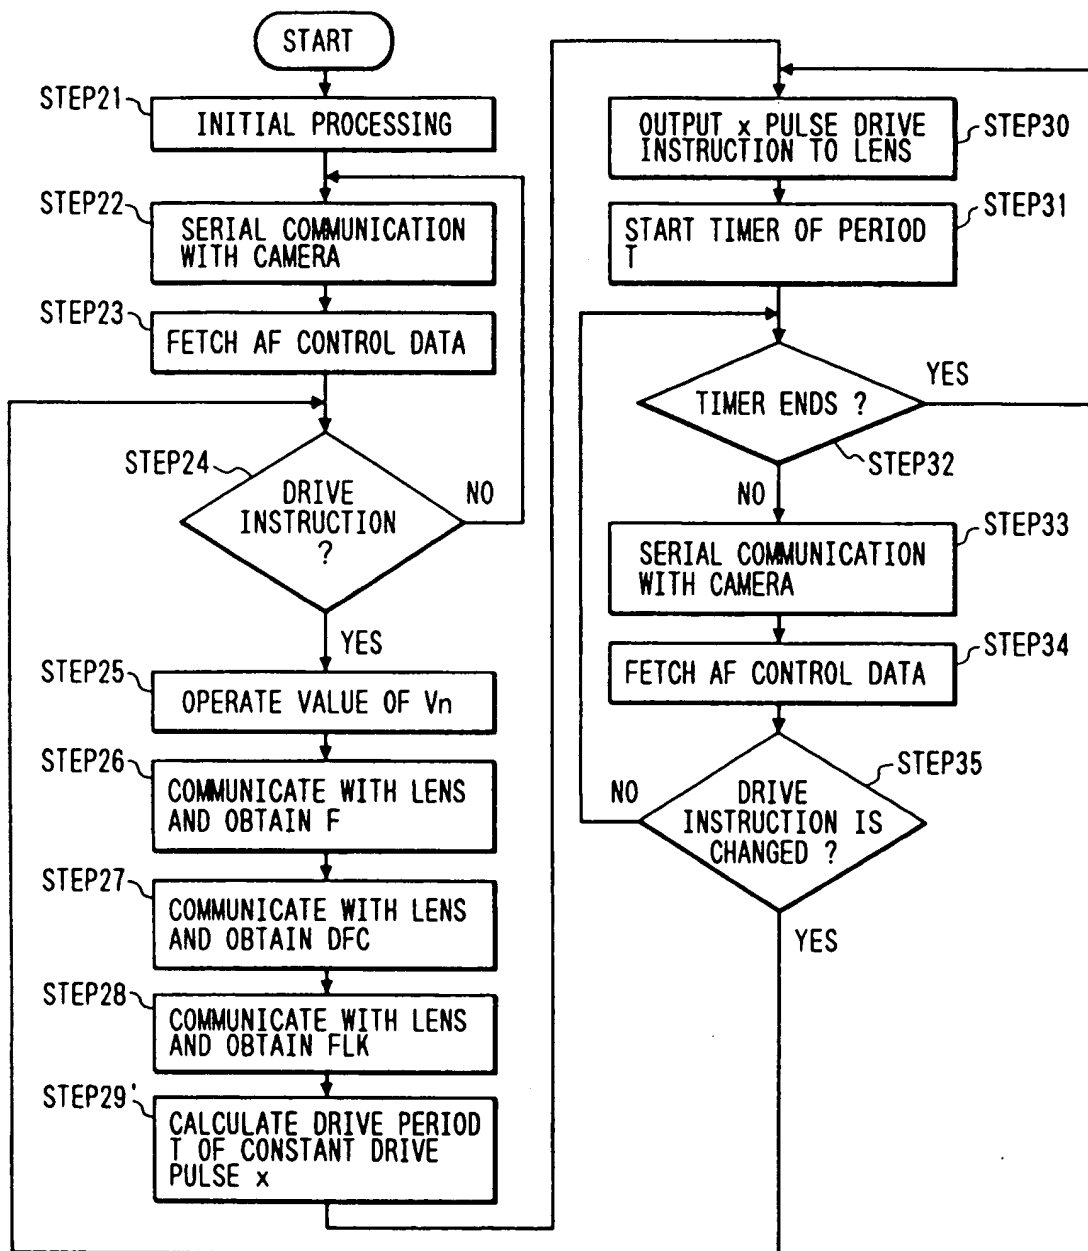 START
STEP21
INITIAL PROCESSING
STEP22
SERIAL COMMUNICATION
WITH CAMERA
STEP23
FETCH AF CONTROL DATA
STEP24
DRIVE
INSTRUCTION
?
NO
YES
STEP25
OPERATE VALUE OF Vn
STEP26
COMMUNICATE WITH LENS
AND OBTAIN F
STEP27
COMMUNICATE WITH LENS
AND OBTAIN DFC
STEP28
COMMUNICATE WITH LENS
AND OBTAIN FLK
STEP29'
CALCULATE DRIVE PERIOD
T OF CONSTANT DRIVE
PULSE x
OUTPUT x PULSE DRIVE
INSTRUCTION TO LENS
STEP30
START TIMER OF PERIOD
T
STEP31
TIMER ENDS ?
YES
STEP32
NO
SERIAL COMMUNICATION
WITH CAMERA
STEP33
FETCH AF CONTROL DATA
STEP34
DRIVE
INSTRUCTION IS
CHANGED ?
STEP35
NO
YES